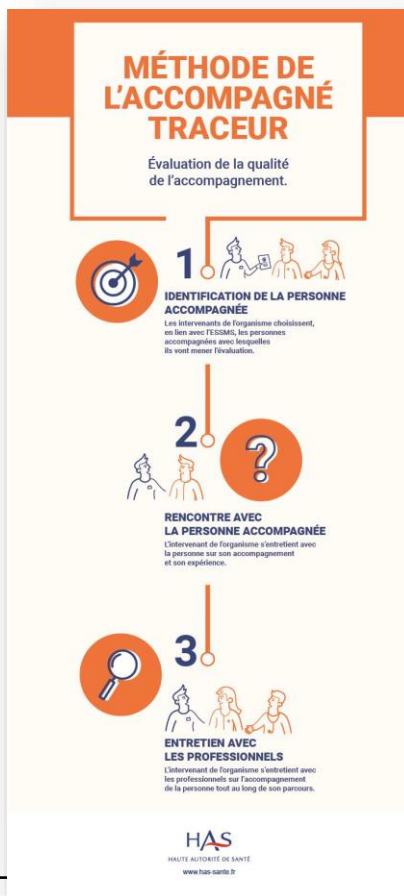 MÉTHODE DE
L'ACCOMPAGNÉ
TRACEUR
Évaluation de la qualité
de l'accompagnement.
1
IDENTIFICATION DE LA PERSONNE
ACCOMPAGNÉE
Les intervenants de l'organisme choisissent,
en lien avec l'ESSMS, les personnes
accompagnées avec lesquelles
ils vont mener l'évaluation.
2
?
RENCONTRE AVEC
LA PERSONNE ACCOMPAGNÉE
L'intervenant de l'organisme s'entretient avec
la personne sur son accompagnement
et son expérience.
3
ENTRETIEN AVEC
LES PROFESSIONNELS
L'intervenant de l'organisme s'entretient avec
les professionnels sur l'accompagnement
de la personne tout au long de son parcours.
HAS
HAUTE AUTORITÉ DE SANTÉ
www.has-sante.fr